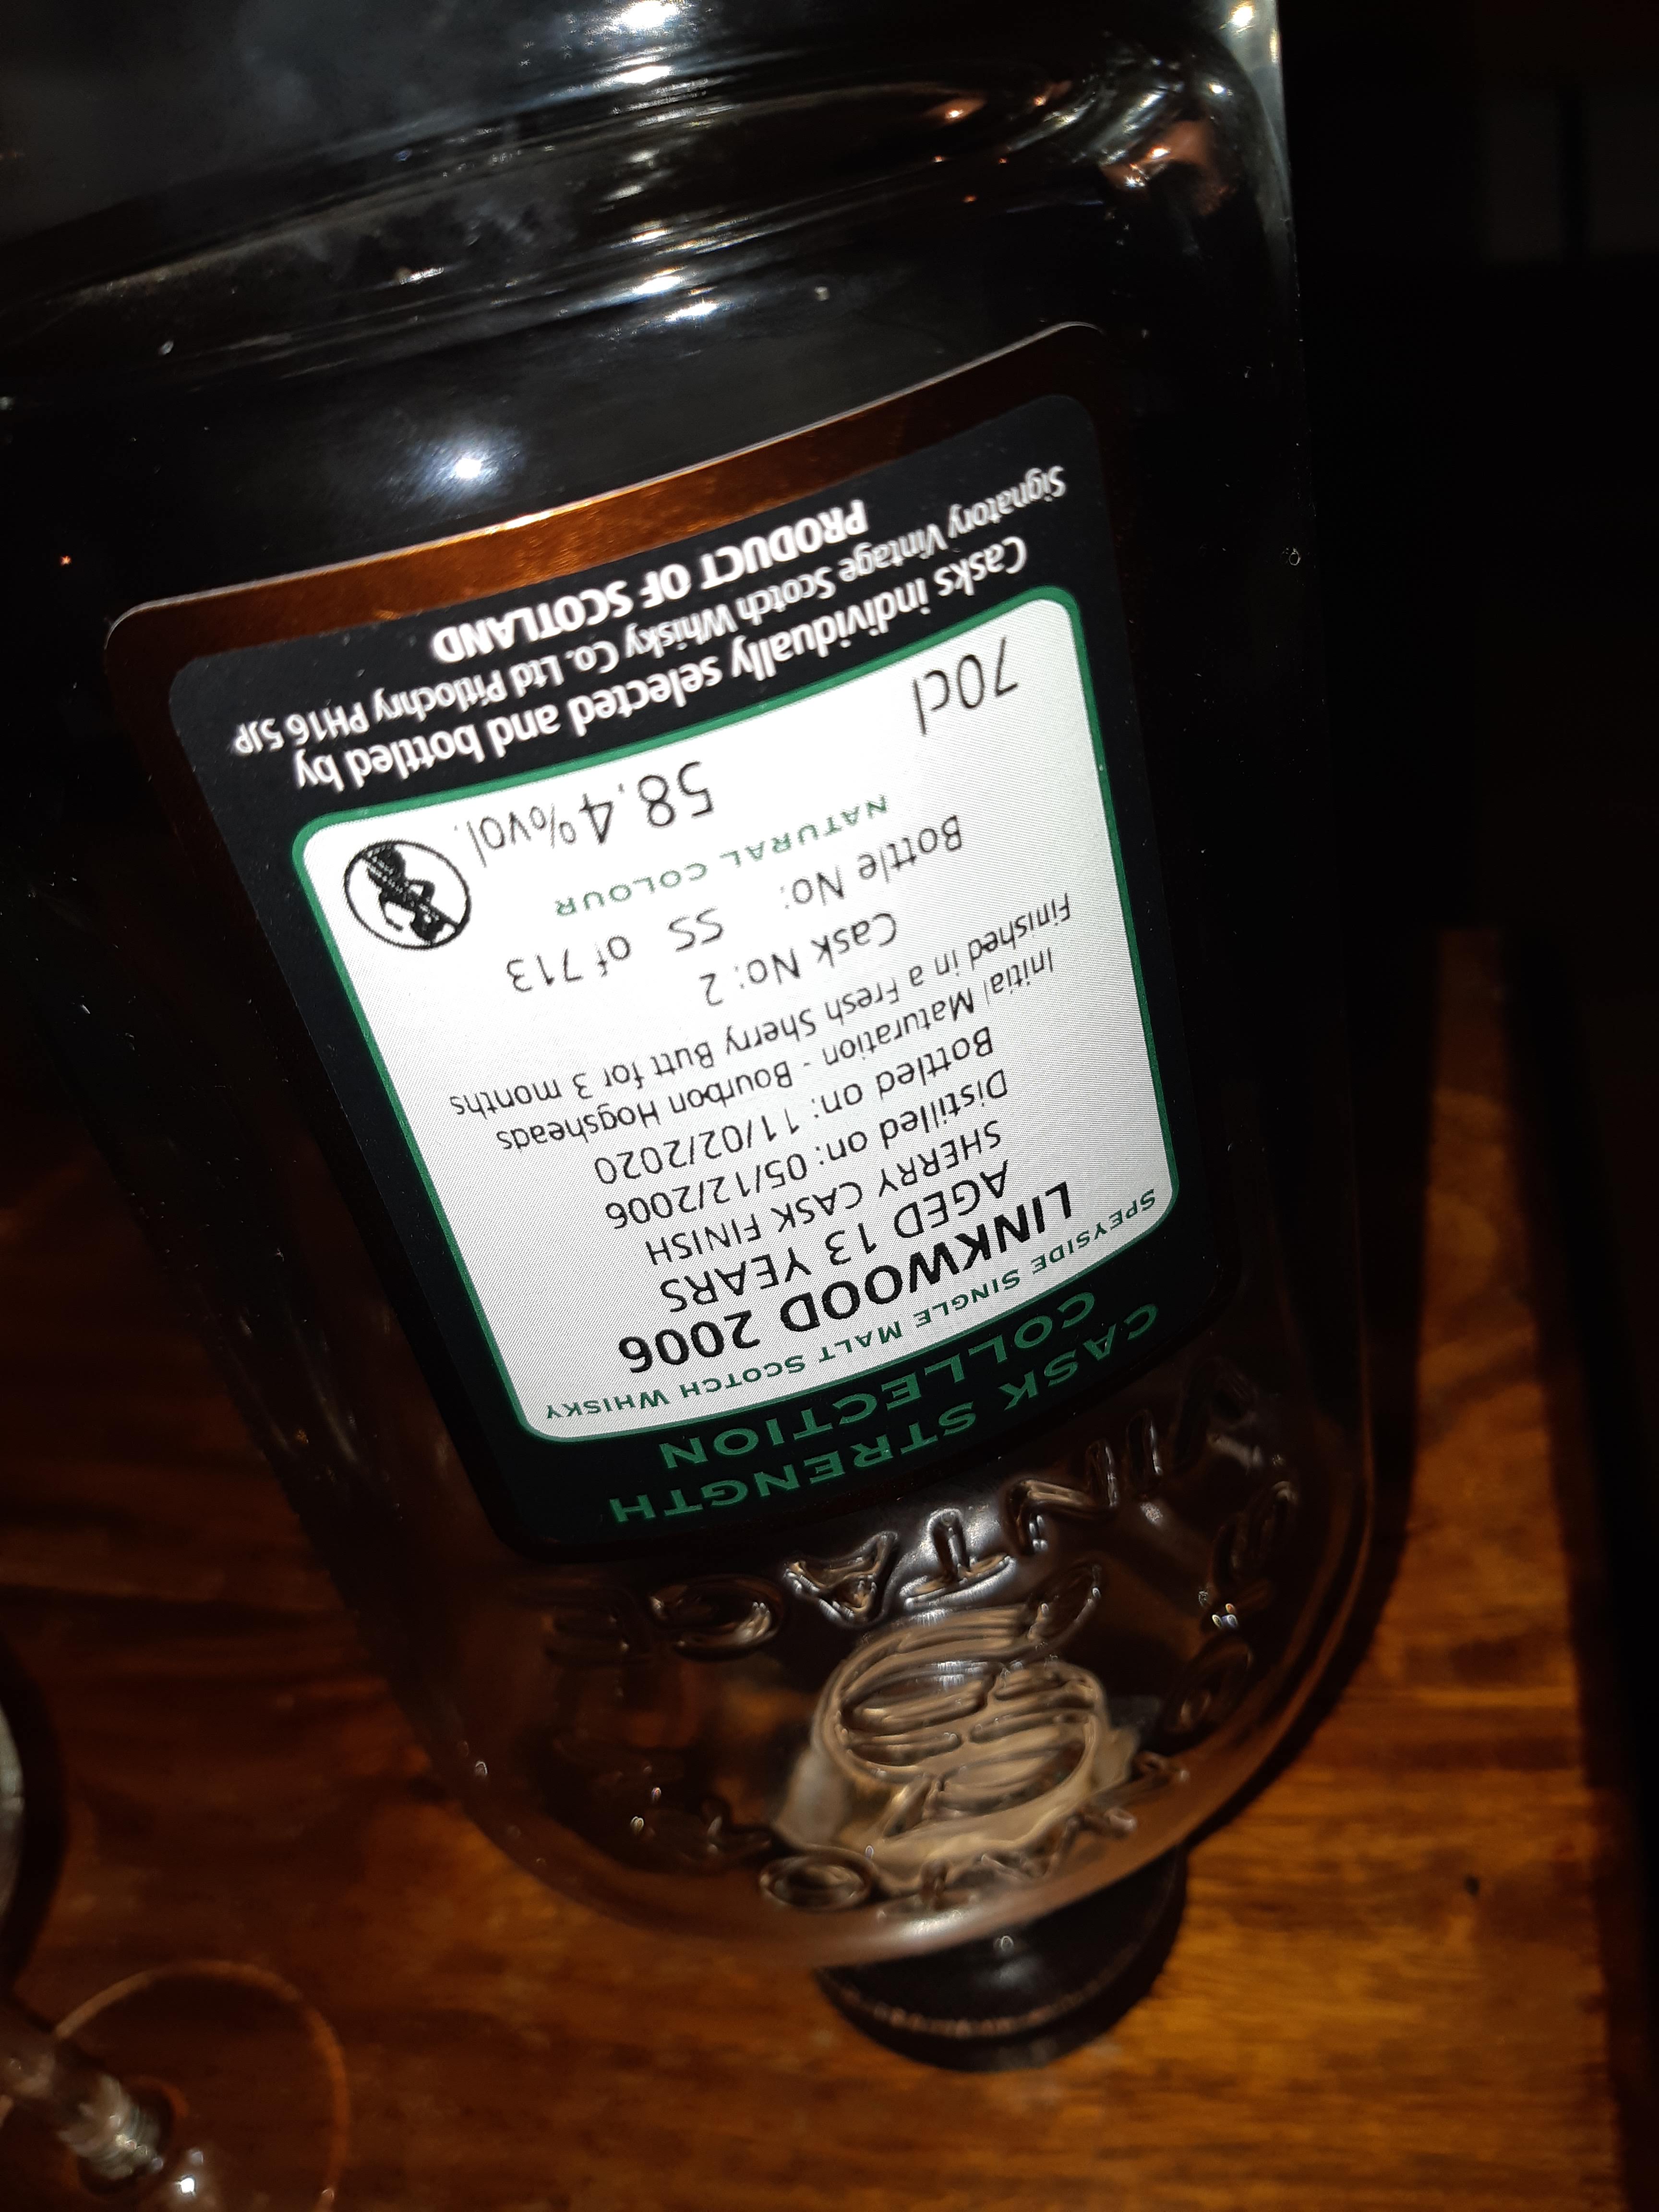 VINTAGE
CASK STRENGTH
COLLECTION
SPEYSIDE SINGLE MALT SCOTCH WHISKY
LINKWOOD 2006
AGED 13 YEARS
SHERRY CASK FINISH
Distilled on: 05/12/2006
Bottled on: 11/02/2020
Initial Maturation - Bourbon Hogsheads
Finished in a Fresh Sherry Butt for 3 months
Cask No: 2
Bottle No: SS of 713
NATURAL COLOUR
70cl 58.4%vol.
Casks individually selected and bottled by
Signatory Vintage Scotch Whisky Co. Ltd Pitlochry PH16 5JP
PRODUCT OF SCOTLAND